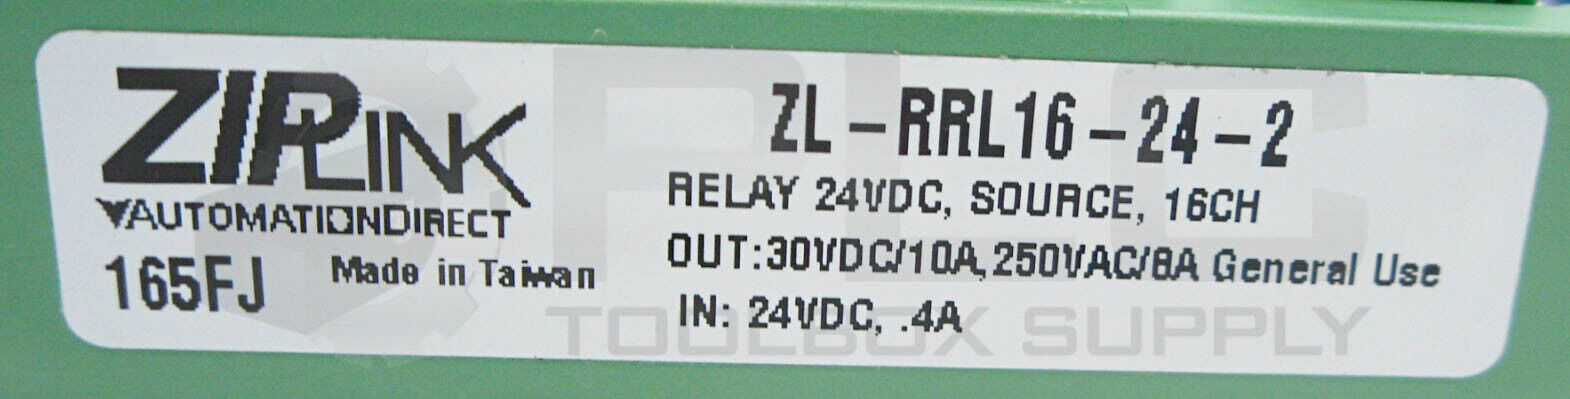 ZIPLINK
AUTOMATIONDIRECT
165FJ Made in Taiwan
ZL-RRL16-24-2
RELAY 24VDC, SOURCE, 16CH
OUT:30VDC/10A,250VAC/8A General Use
IN: 24VDC, .4A
PLC
TOOLBOX SUPPLY